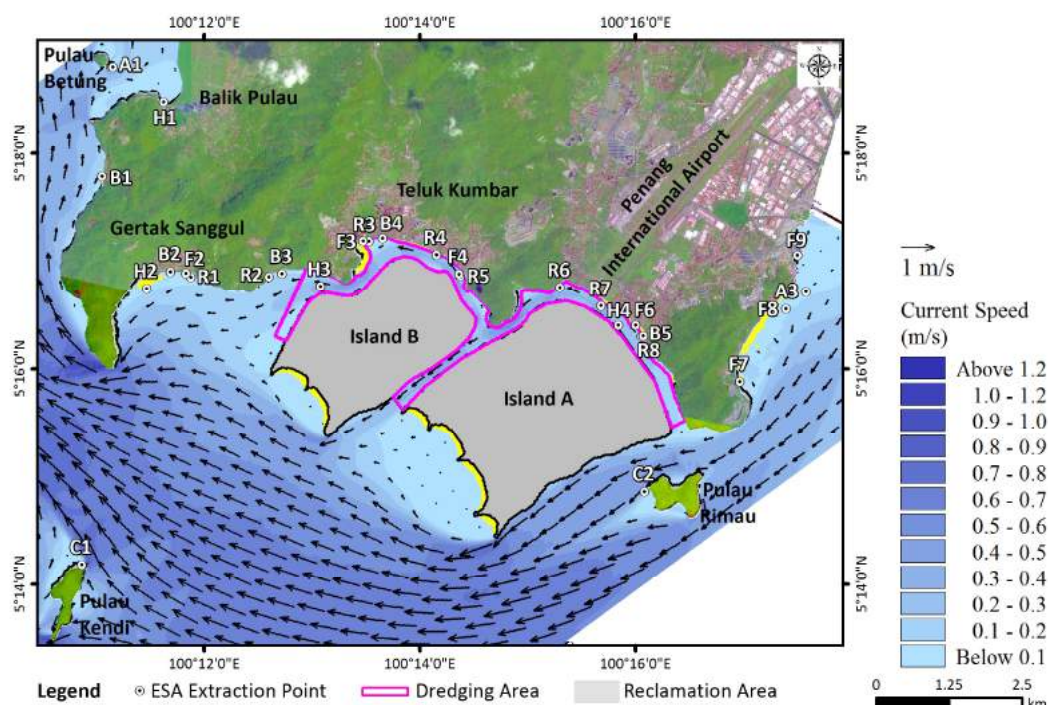 100°12'0"E
100°14'0"E
100°16'0"E
Pulau
Betung
A1
H1
Balik Pulau
5°18'0"N
5°18'0"N
B1
Teluk Kumbar
Penang
International Airport
Gertak Sanggul
H2
B2
F2
R1
R2
B3
H3
F3
R3
B4
R4
F4
R5
R6
R7
H4
F6
B5
R8
F9
A3
F8
F7
5°16'0"N
5°16'0"N
Island B
Island A
C2
Pulau
Rimau
C1
Pulau
Kendi
5°14'0"N
5°14'0"N
100°12'0"E
100°14'0"E
100°16'0"E
1 m/s
Current Speed
(m/s)
Above 1.2
1.0 - 1.2
0.9 - 1.0
0.8 - 0.9
0.7 - 0.8
0.6 - 0.7
0.5 - 0.6
0.4 - 0.5
0.3 - 0.4
0.2 - 0.3
0.1 - 0.2
Below 0.1
Legend
ESA Extraction Point
Dredging Area
Reclamation Area
0 1.25 2.5
km